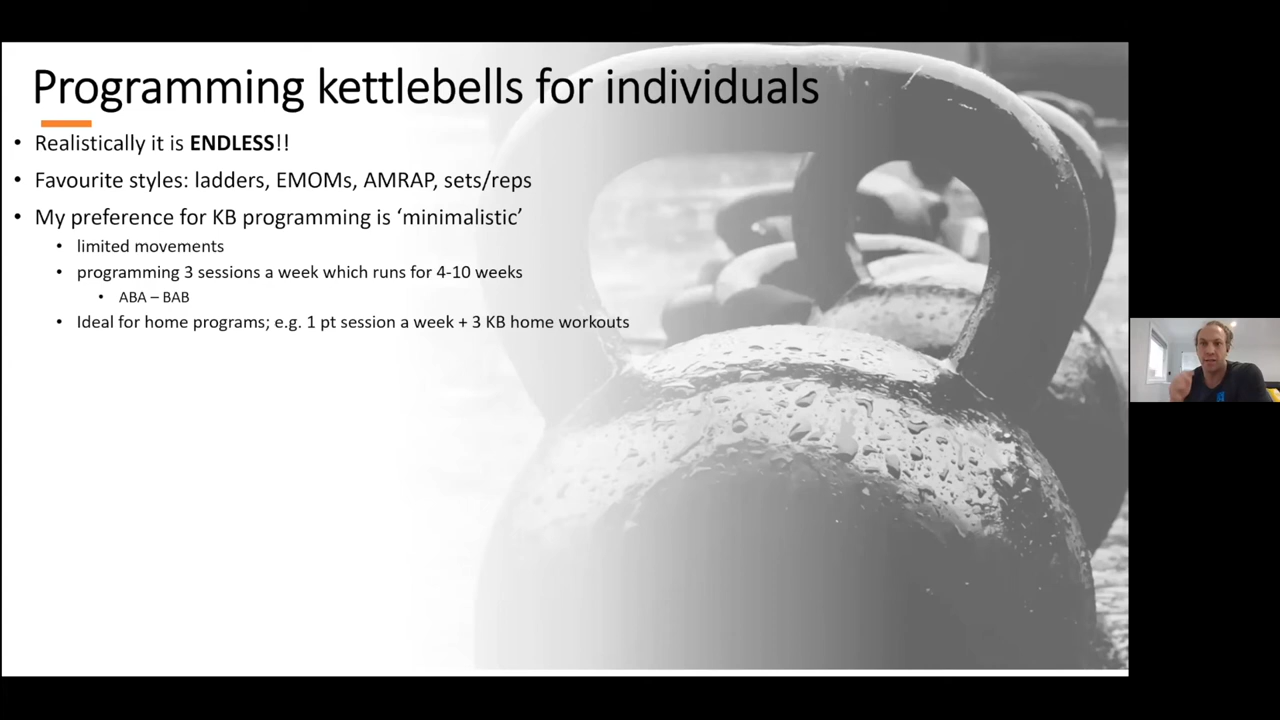 Programming kettlebells for individuals
• Realistically it is ENDLESS!!
• Favourite styles: ladders, EMOMs, AMRAP, sets/reps
• My preference for KB programming is ‘minimalistic’
• limited movements
• programming 3 sessions a week which runs for 4-10 weeks
• ABA – BAB
• Ideal for home programs; e.g. 1 pt session a week + 3 KB home workouts